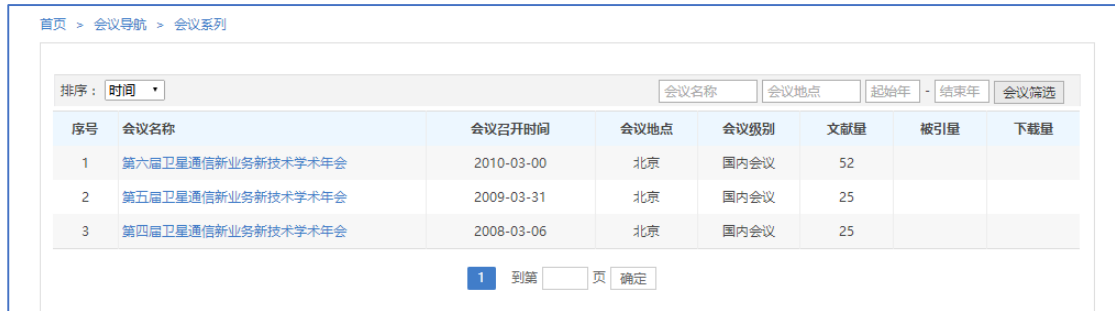 首页 > 会议导航 > 会议系列
排序： 时间 会议名称 会议地点 起始年 - 结束年 会议筛选
序号 会议名称 会议召开时间 会议地点 会议级别 文献量 被引量 下载量
1 第六届卫星通信新业务新技术学术年会 2010-03-00 北京 国内会议 52
2 第五届卫星通信新业务新技术学术年会 2009-03-31 北京 国内会议 25
3 第四届卫星通信新业务新技术学术年会 2008-03-06 北京 国内会议 25
1 到第 页 确定